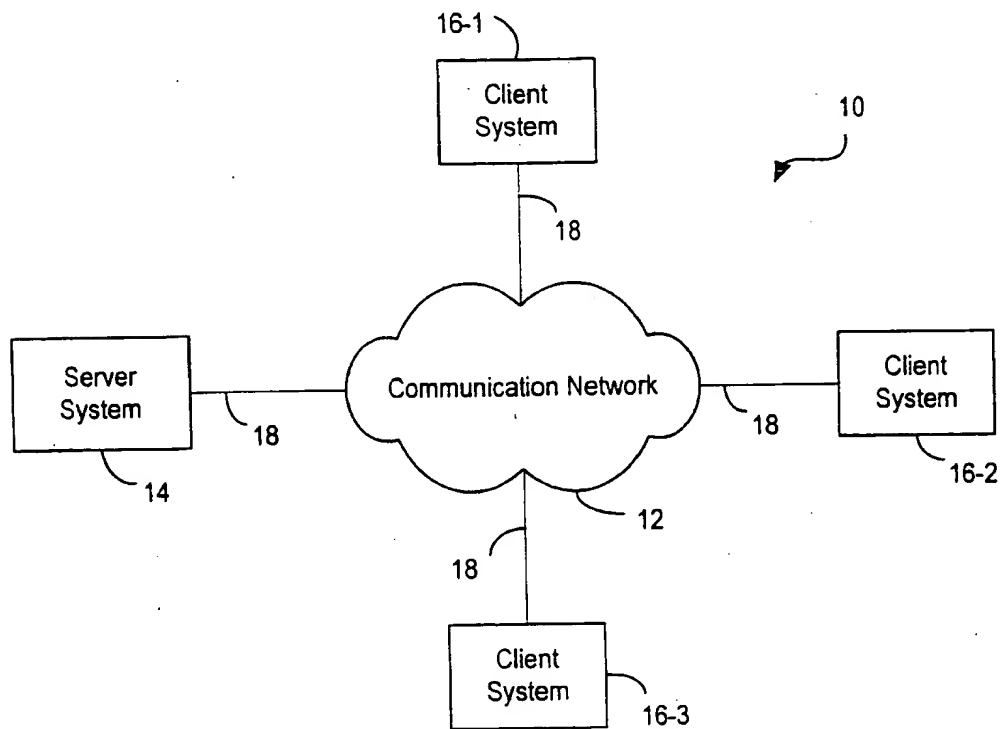 16-1
Client
System
10
18
Server
System
18
14
Communication Network
12
18
Client
System
16-2
18
Client
System
16-3